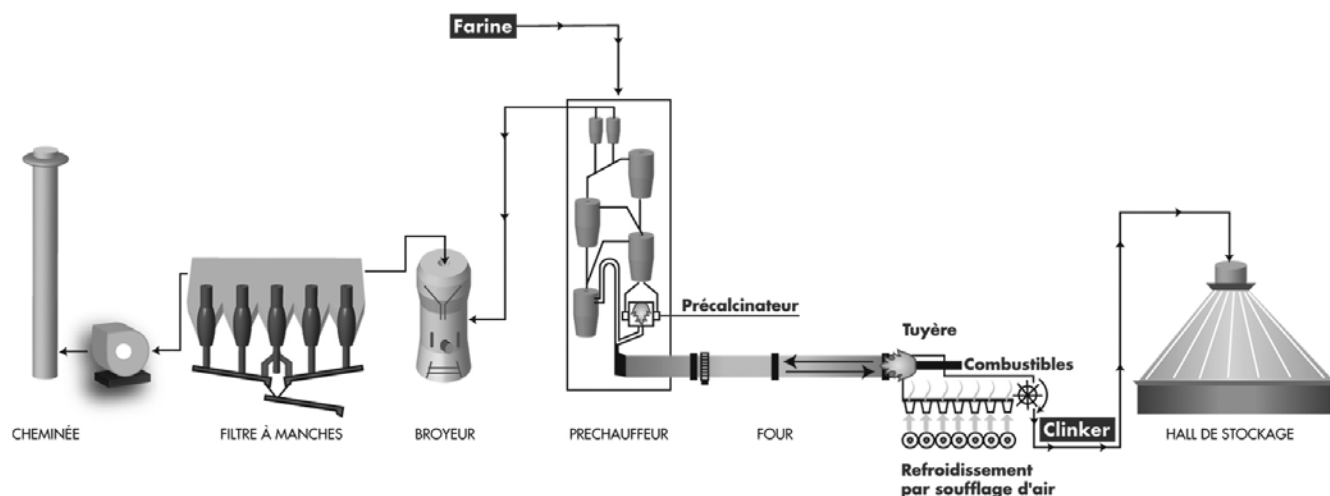 Farine
Précalcinateur
Tuyère
Combustibles
Clinker
CHEMINÉE
FILTRE À MANCHES
BROYEUR
PRECHAUFFEUR
FOUR
HALL DE STOCKAGE
Refroidissement
par soufflage d'air